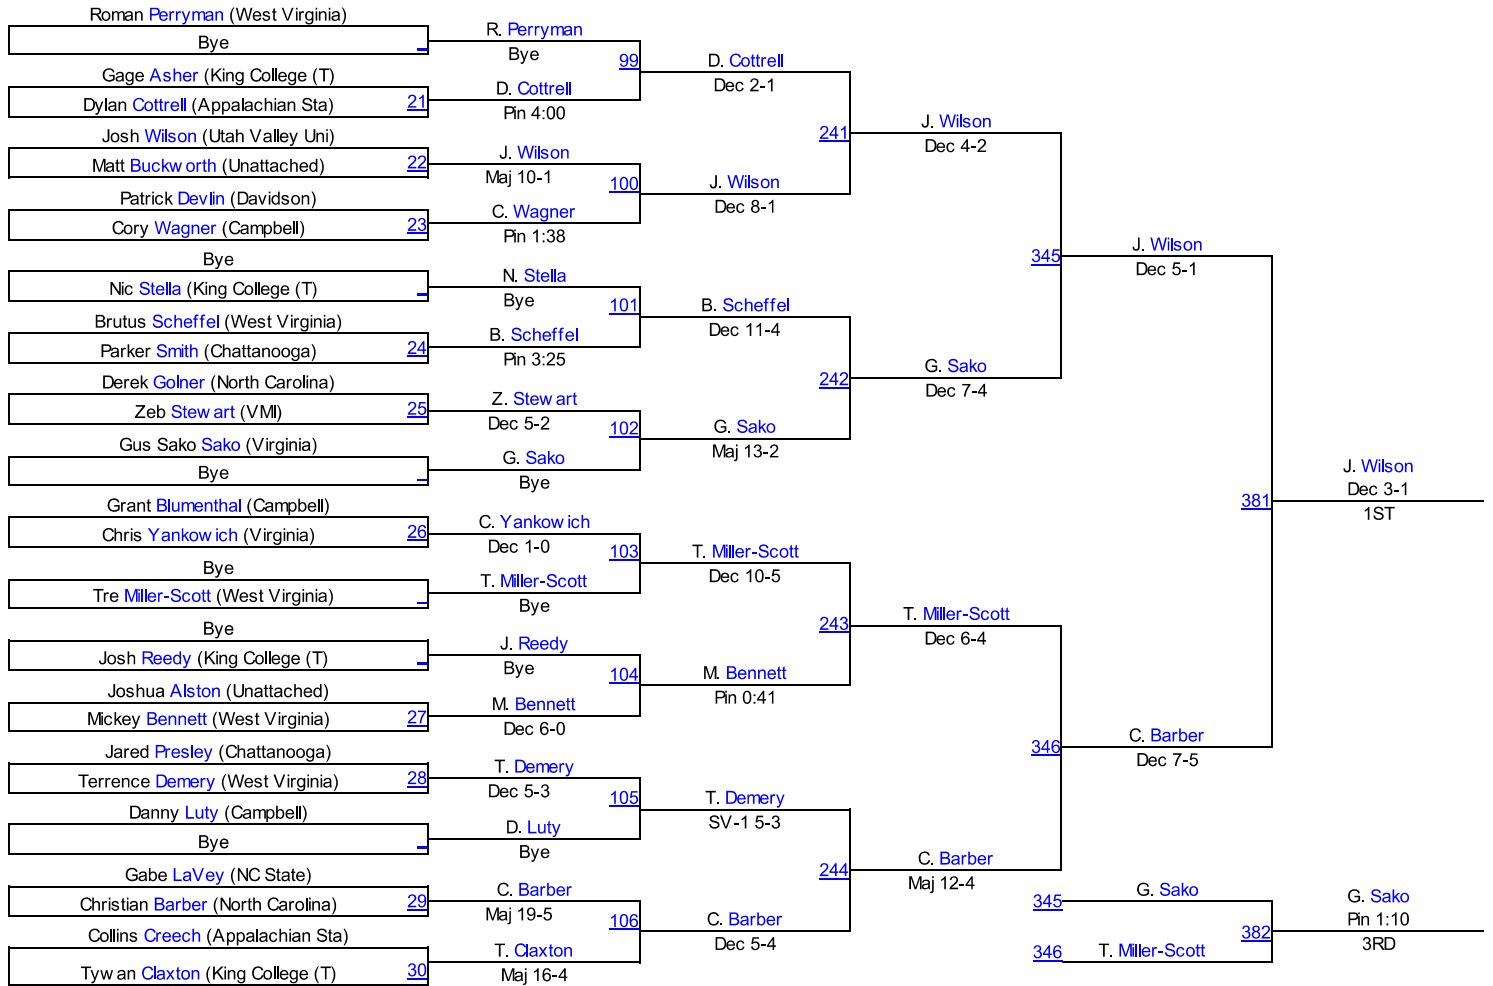 Roman Perryman (West Virginia)
Bye
Gage Asher (King College (T)
Dylan Cottrell (Appalachian Sta)
21
Josh Wilson (Utah Valley Uni)
Matt Buckworth (Unattached)
22
Patrick Devlin (Davidson)
Cory Wagner (Campbell)
23
Bye
Nic Stella (King College (T)
Brutus Scheffel (West Virginia)
Parker Smith (Chattanooga)
24
Derek Golner (North Carolina)
Zeb Stewart (VMI)
25
Gus Sako Sako (Virginia)
Bye
Grant Blumenthal (Campbell)
Chris Yankowich (Virginia)
26
Bye
Tre Miller-Scott (West Virginia)
Bye
Josh Reedy (King College (T)
Joshua Alston (Unattached)
Mickey Bennett (West Virginia)
27
Jared Presley (Chattanooga)
Terrence Demery (West Virginia)
28
Danny Luty (Campbell)
Bye
Gabe LaVey (NC State)
Christian Barber (North Carolina)
29
Collins Creech (Appalachian Sta)
Tywan Claxton (King College (T)
30
R. Perryman
Bye
99
D. Cottrell
Pin 4:00
J. Wilson
Maj 10-1
100
C. Wagner
Pin 1:38
N. Stella
Bye
101
B. Scheffel
Pin 3:25
Z. Stewart
Dec 5-2
102
G. Sako
Bye
C. Yankowich
Dec 1-0
103
T. Miller-Scott
Bye
J. Reedy
Bye
104
M. Bennett
Dec 6-0
T. Demery
Dec 5-3
105
D. Luty
Bye
C. Barber
Maj 19-5
106
T. Claxton
Maj 16-4
D. Cottrell
Dec 2-1
241
J. Wilson
Dec 8-1
B. Scheffel
Dec 11-4
242
G. Sako
Maj 13-2
T. Miller-Scott
Dec 10-5
243
M. Bennett
Pin 0:41
T. Demery
SV-1 5-3
244
C. Barber
Dec 5-4
J. Wilson
Dec 4-2
345
G. Sako
Dec 7-4
T. Miller-Scott
Dec 6-4
346
C. Barber
Maj 12-4
J. Wilson
Dec 5-1
381
C. Barber
Dec 7-5
J. Wilson
Dec 3-1
1ST
345
G. Sako
382
346
T. Miller-Scott
G. Sako
Pin 1:10
3RD